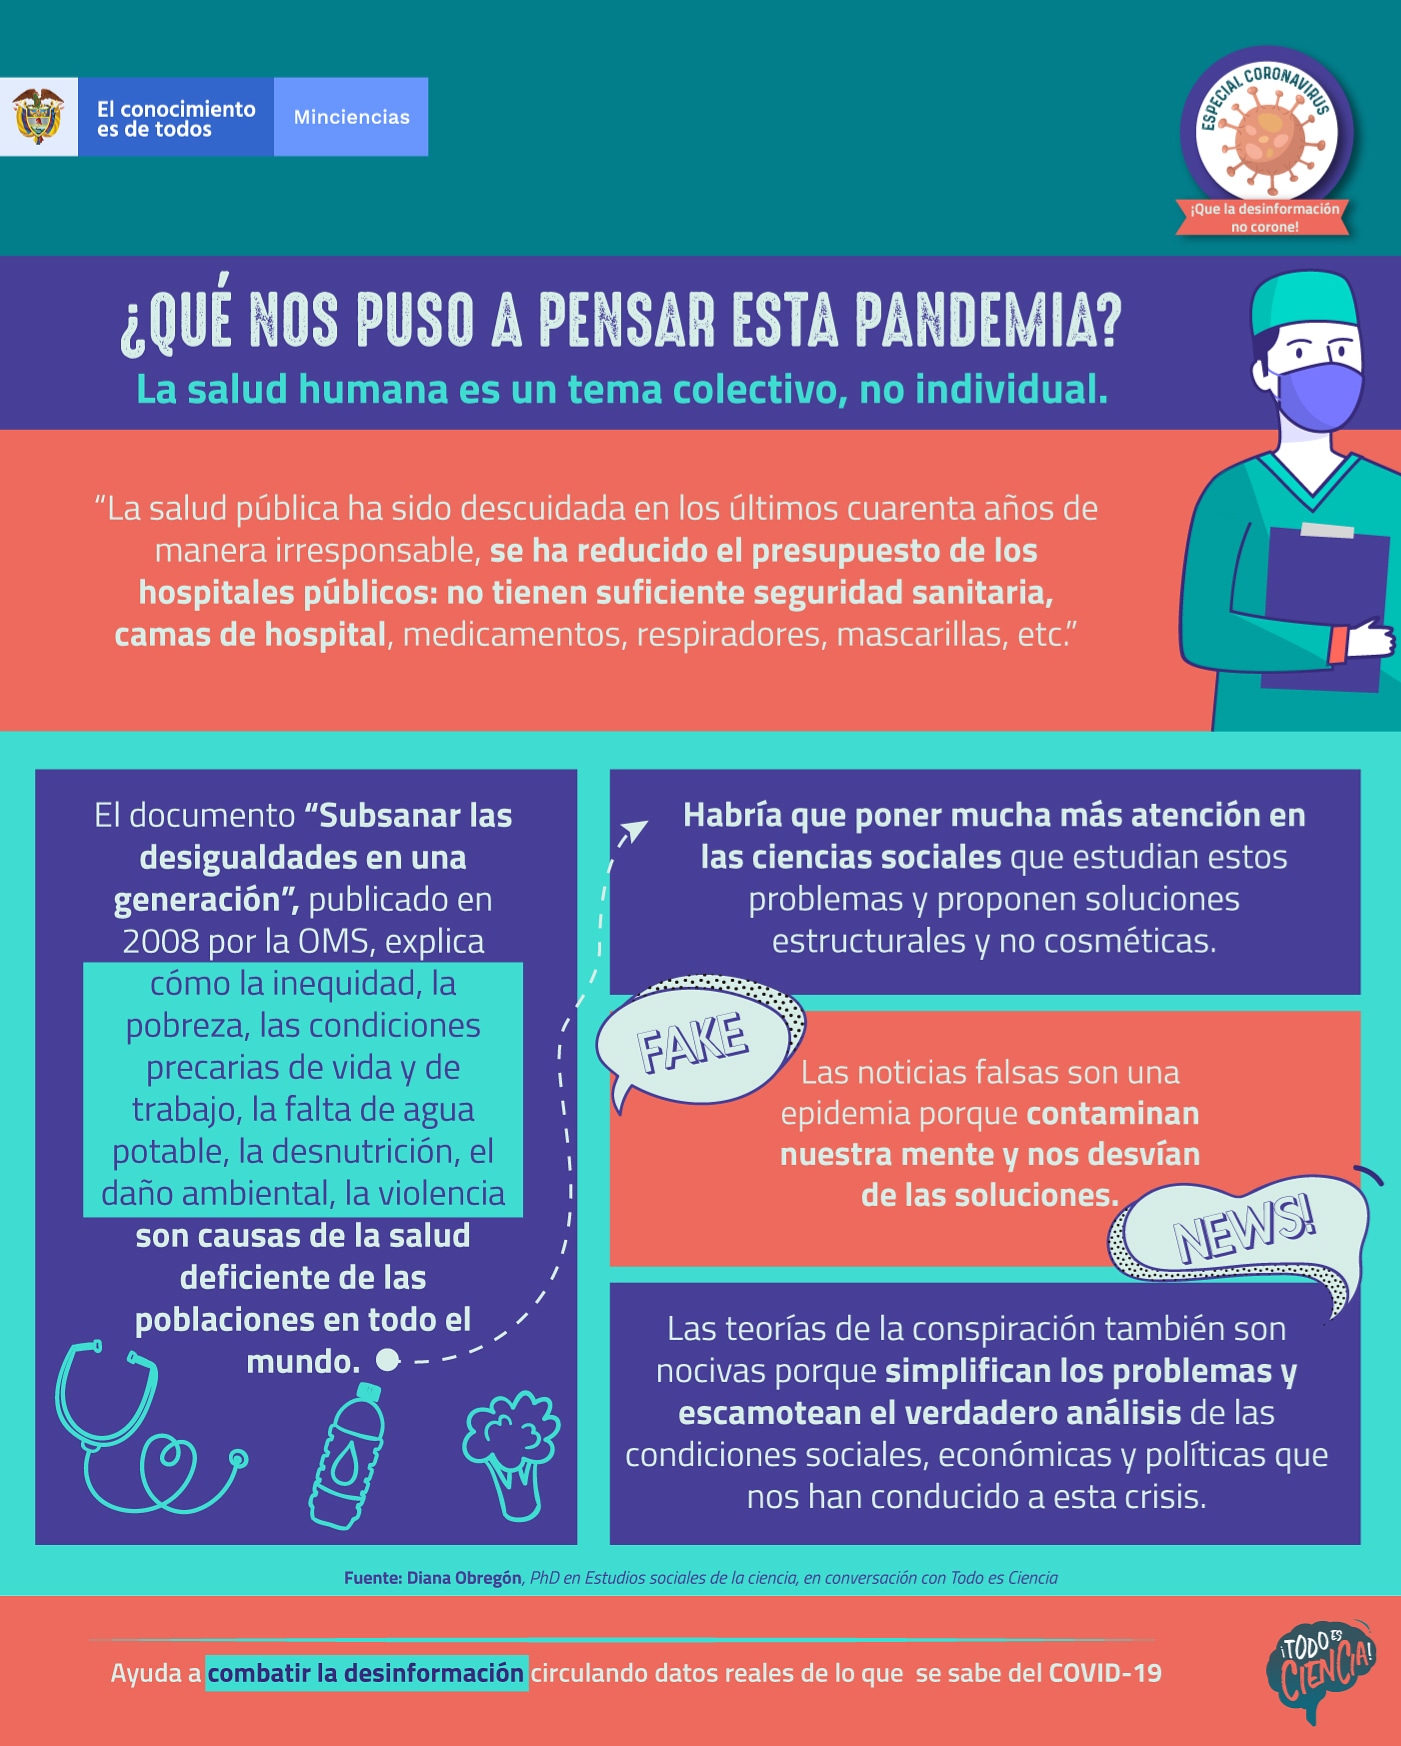 El conocimiento
es de todos
Minciencias
ESPECIAL CORONAVIRUS
¡Que la desinformación
no corone!
¿QUÉ NOS PUSO A PENSAR ESTA PANDEMIA?
La salud humana es un tema colectivo, no individual.
“La salud pública ha sido descuidada en los últimos cuarenta años de
manera irresponsable, se ha reducido el presupuesto de los
hospitales públicos: no tienen suficiente seguridad sanitaria,
camas de hospital, medicamentos, respiradores, mascarillas, etc.”
El documento “Subsanar las
desigualdades en una
generación”, publicado en
2008 por la OMS, explica
cómo la inequidad, la
pobreza, las condiciones
precarias de vida y de
trabajo, la falta de agua
potable, la desnutrición, el
daño ambiental, la violencia
son causas de la salud
deficiente de las
poblaciones en todo el
mundo.
Habría que poner mucha más atención en
las ciencias sociales que estudian estos
problemas y proponen soluciones
estructurales y no cosméticas.
FAKE
Las noticias falsas son una
epidemia porque contaminan
nuestra mente y nos desvían
de las soluciones.
NEWS!
Las teorías de la conspiración también son
nocivas porque simplifican los problemas y
escamotean el verdadero análisis de las
condiciones sociales, económicas y políticas que
nos han conducido a esta crisis.
Fuente: Diana Obregón, PhD en Estudios sociales de la ciencia, en conversación con Todo es Ciencia
Ayuda a combatir la desinformación circulando datos reales de lo que se sabe del COVID-19
¡TODO ES
CIENCIA!